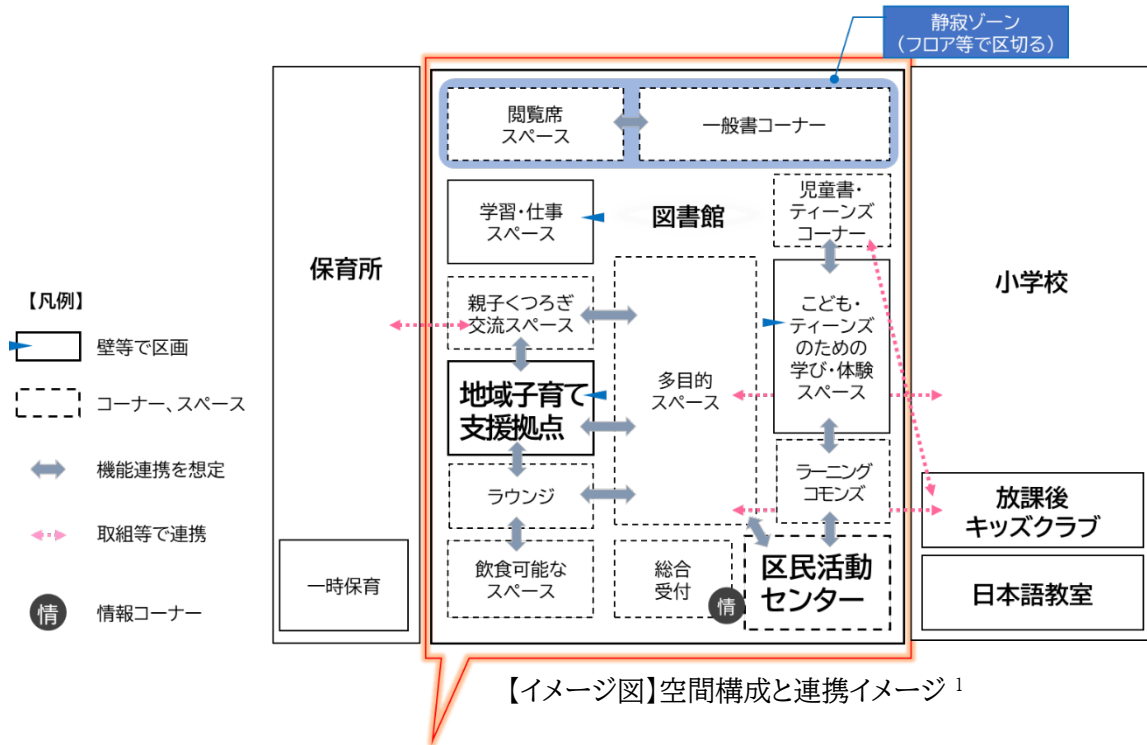 静寂ゾーン
(フロア等で区切る)
閲覧席
スペース
一般書コーナー
学習・仕事
スペース
図書館
児童書・
ティーンズ
コーナー
保育所
小学校
【凡例】
壁等で区画
コーナー、スペース
機能連携を想定
取組等で連携
情
情報コーナー
親子くつろぎ
交流スペース
こども・
ティーンズ
のための
学び・体験
スペース
地域子育て
支援拠点
多目的
スペース
ラウンジ
ラーニング
コモンズ
放課後
キッズクラブ
一時保育
飲食可能な
スペース
総合
受付
情
区民活動
センター
日本語教室
【イメージ図】空間構成と連携イメージ 1